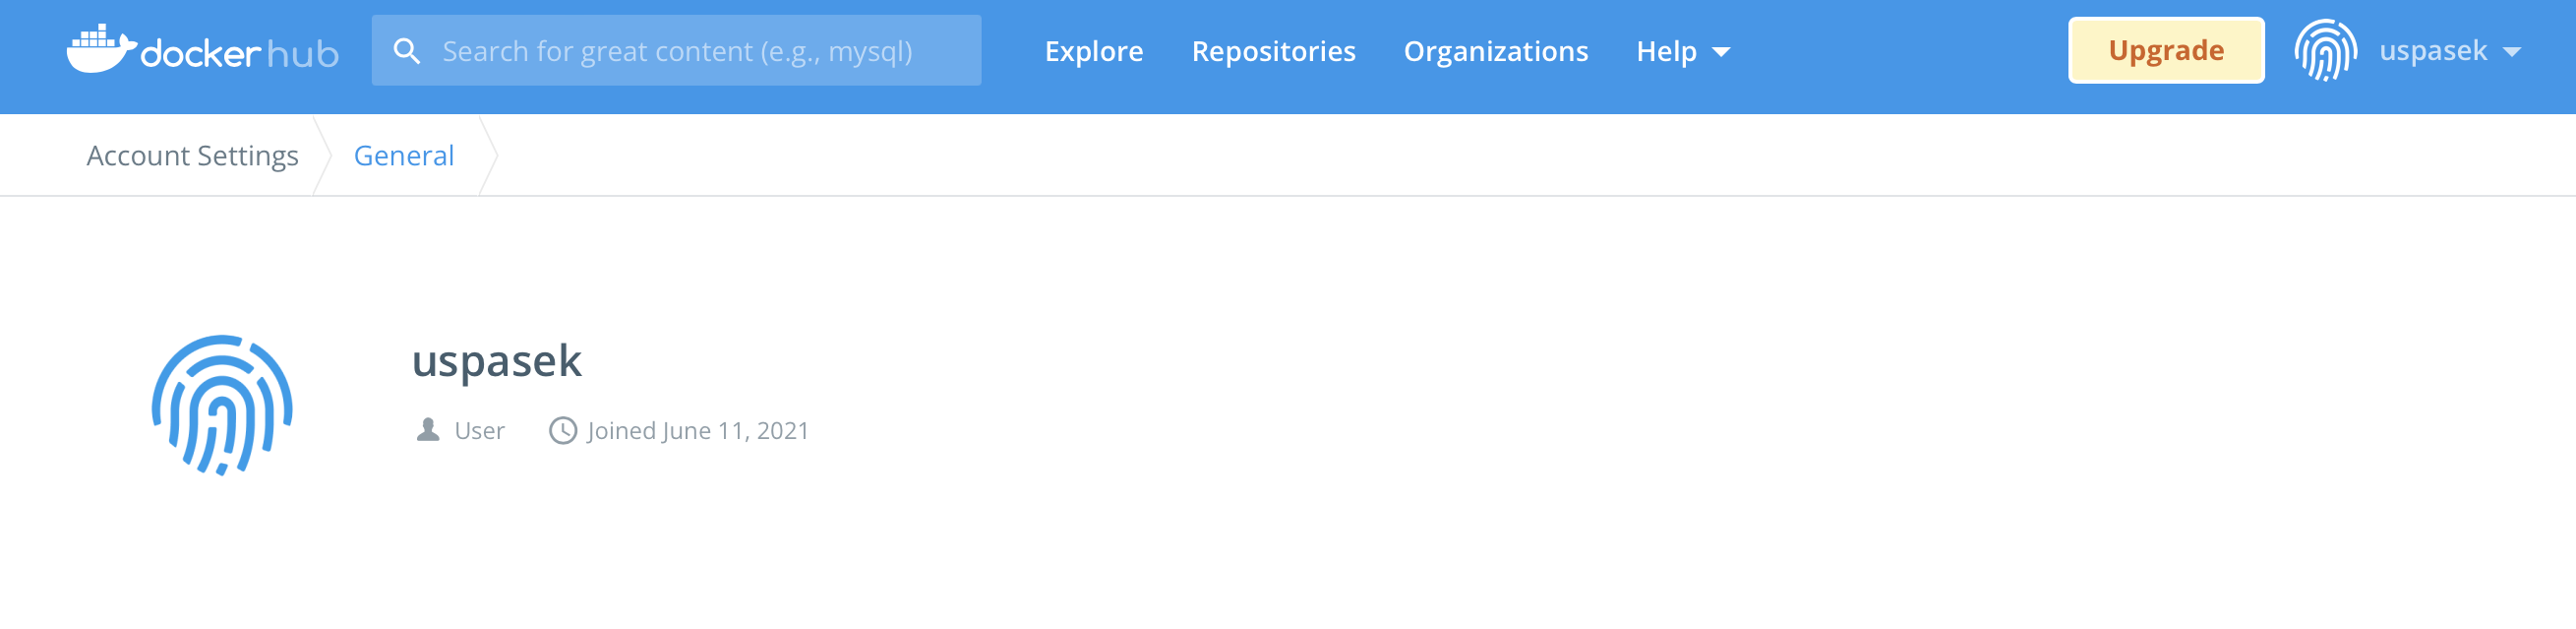 docker hub Search for great content (e.g., mysql) Explore Repositories Organizations Help Upgrade uspasek
Account Settings General
uspasek
User Joined June 11, 2021